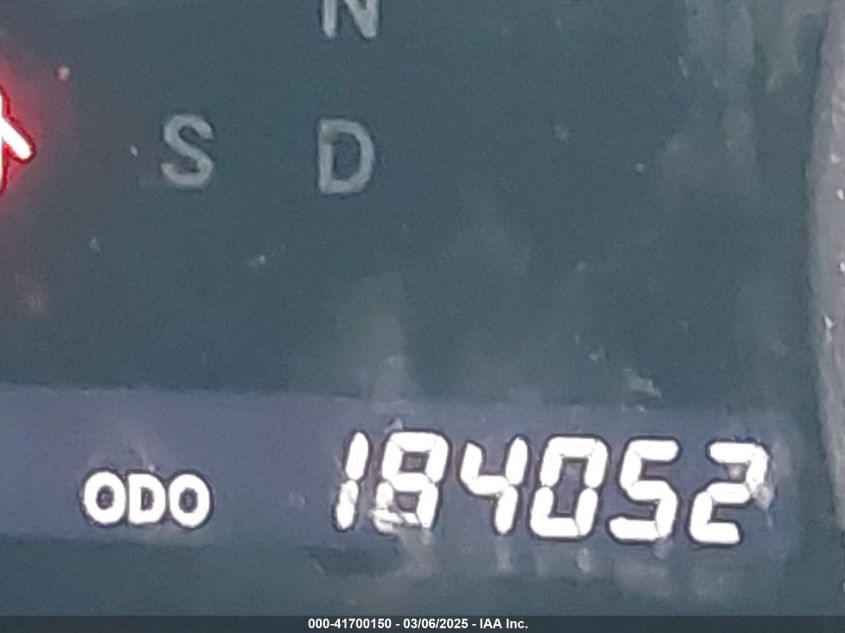 N
S D
ODO 184052
000-41700150 - 03/06/2025 - IAA Inc.